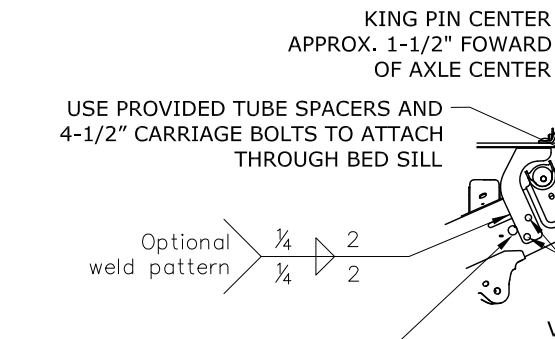 KING PIN CENTER
APPROX. 1-1/2" FOWARD
OF AXLE CENTER
USE PROVIDED TUBE SPACERS AND
4-1/2” CARRIAGE BOLTS TO ATTACH
THROUGH BED SILL
Optional
weld pattern
1/4 2
1/4 2